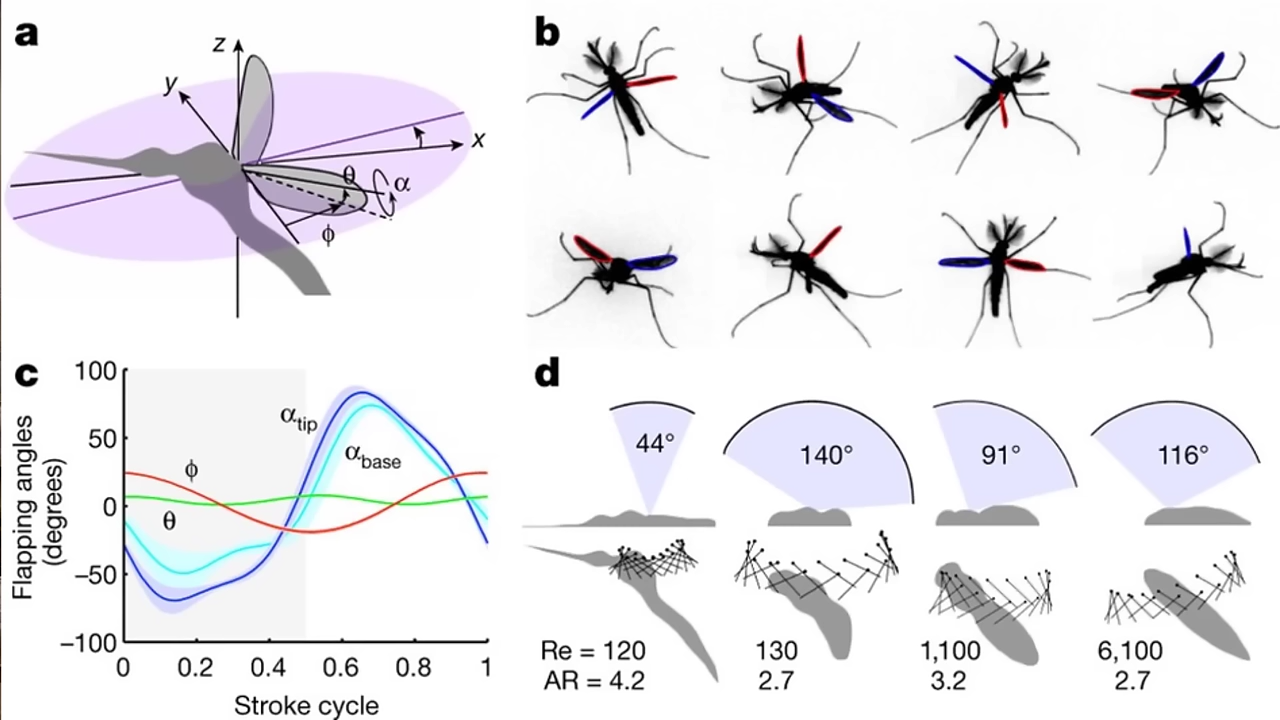 a
z
y
x
θ
α
ϕ
b
c
Flapping angles
(degrees)
100
50
0
−50
−100
αtip
αbase
ϕ
θ
0 0.2 0.4 0.6 0.8 1
Stroke cycle
d
44° 140° 91° 116°
Re = 120 130 1,100 6,100
AR = 4.2 2.7 3.2 2.7